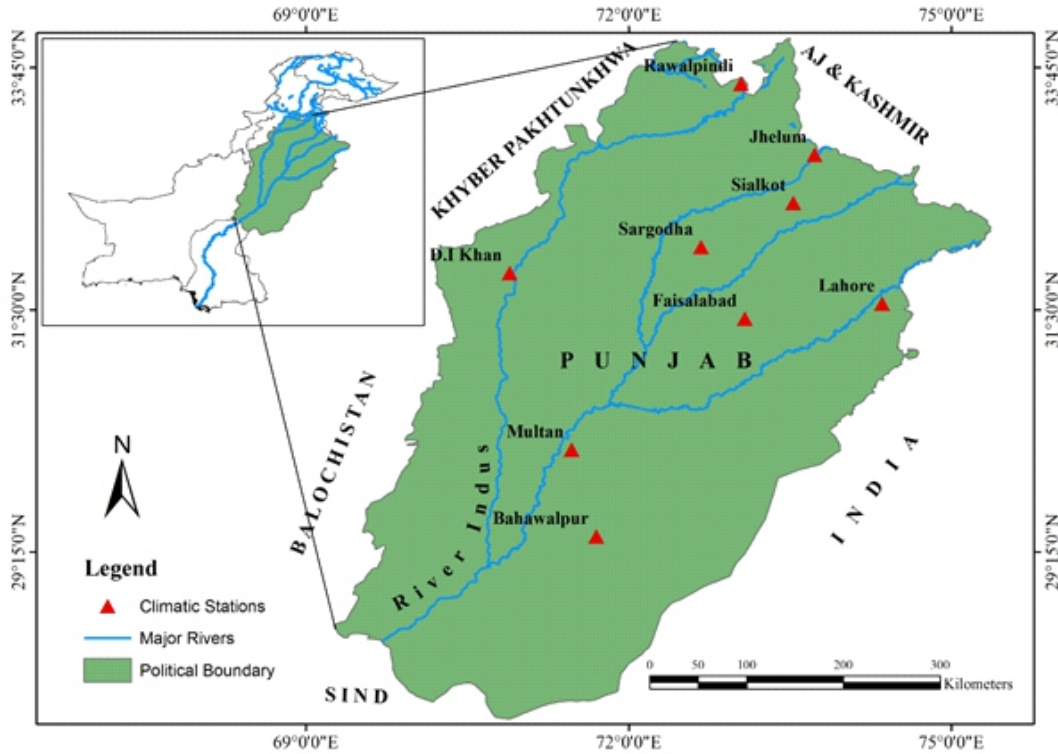 69°0'0"E 72°0'0"E 75°0'0"E
33°45'0"N
33°45'0"N
KHYBER PAKHTUNKHWA
AJ & KASHMIR
Rawalpindi
Jhelum
Sialkot
Sargodha
D.I Khan
Faisalabad
Lahore
31°30'0"N
31°30'0"N
PUNJAB
BALOCHISTAN
Multan
INDIA
N
River Indus
Bahawalpur
29°15'0"N
29°15'0"N
Legend
Climatic Stations
Major Rivers
Political Boundary
SIND
0 50 100 200 300
Kilometers
69°0'0"E 72°0'0"E 75°0'0"E